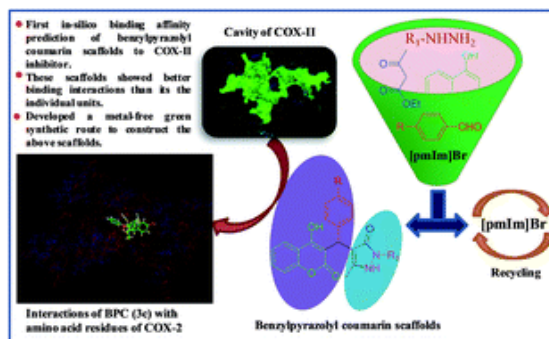 First in-silico binding affinity
prediction of benzylpyrazolyl
coumarin scaffolds to COX-II
inhibitor.
These scaffolds showed better
binding interactions than its the
individual units.
Developed a metal-free green
synthetic route to construct the
above scaffolds.
Cavity of COX-II
R₁-NHNH₂
O
OH
O
OEt
R
CHO
[pmIm]Br
[pmIm]Br
Recycling
R
OH
O
N-R₁
NH
O
O
Interactions of BPC (3c) with
amino acid residues of COX-2
Benzylpyrazolyl coumarin scaffolds